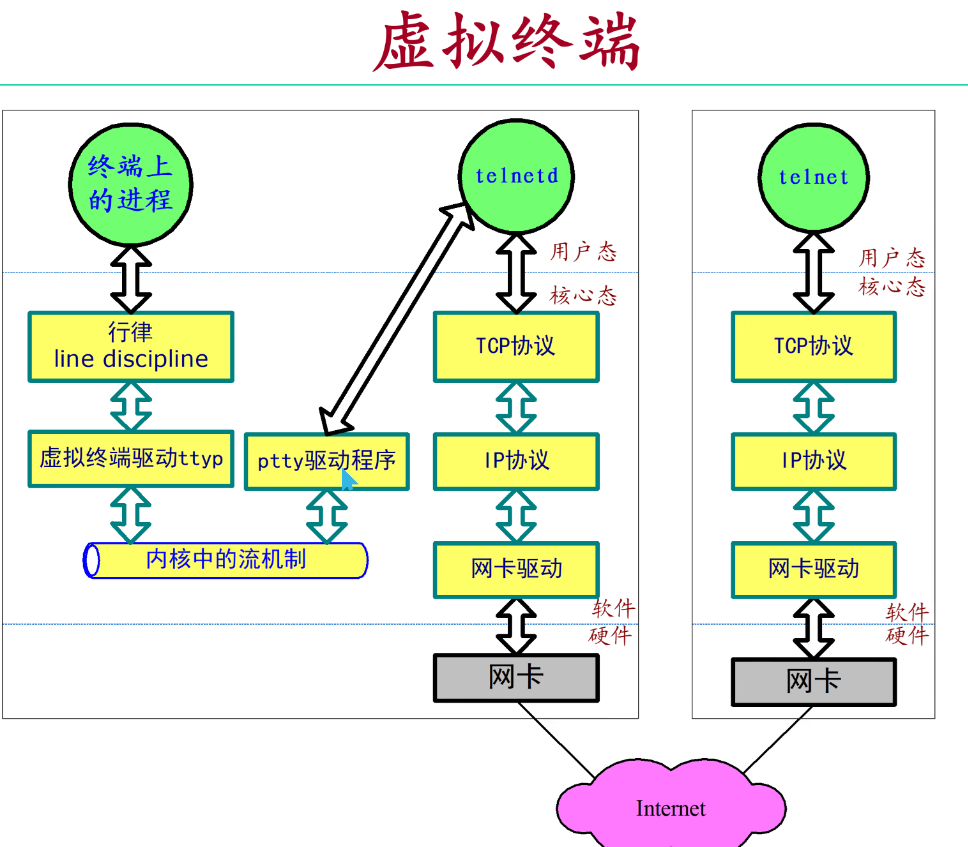 虚拟终端
终端上
的进程
telnetd
telnet
用户态
核心态
用户态
核心态
行律
line discipline
TCP协议
TCP协议
虚拟终端驱动ttyp
ptty驱动程序
IP协议
IP协议
内核中的流机制
网卡驱动
网卡驱动
软件
硬件
软件
硬件
网卡
网卡
Internet